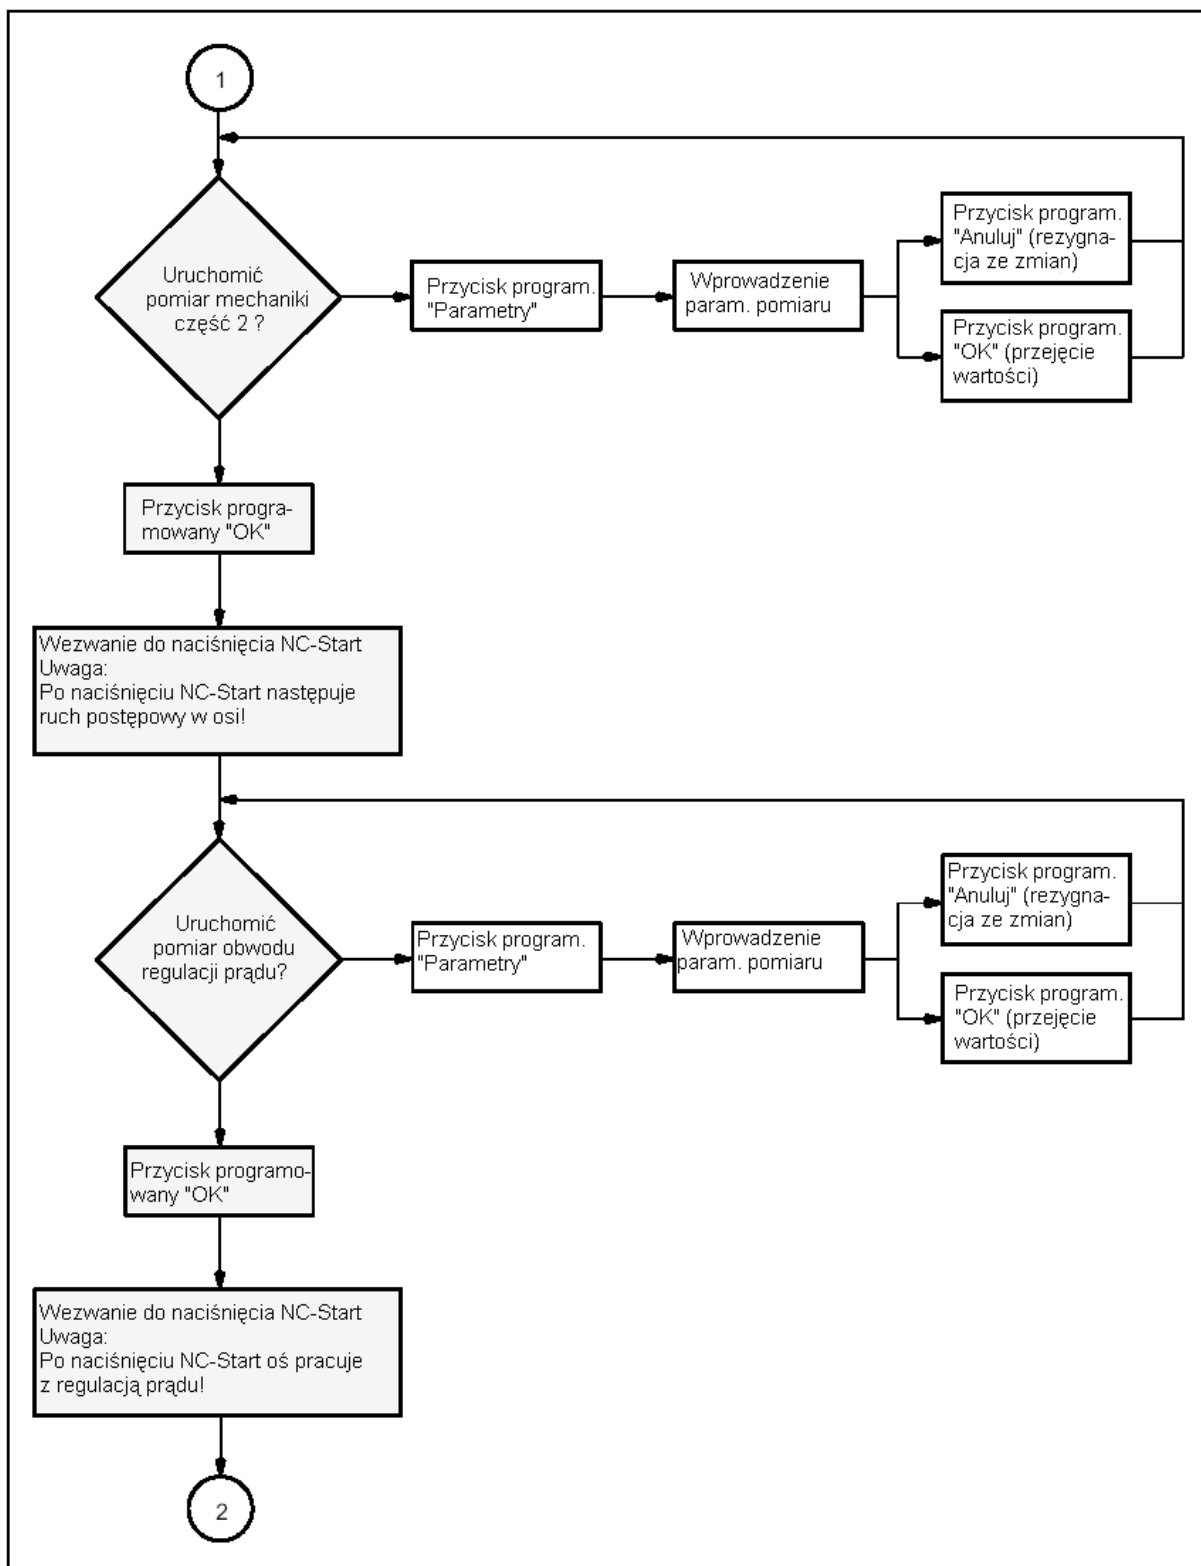 1
Uruchomić
pomiar mechaniki
część 2 ?
Przycisk program.
"Parametry"
Wprowadzenie
param. pomiaru
Przycisk program.
"Anuluj" (rezygna-
cja ze zmian)
Przycisk program.
"OK" (przejęcie
wartości)
Przycisk progra-
mowany "OK"
Wezwanie do naciśnięcia NC-Start
Uwaga:
Po naciśnięciu NC-Start następuje
ruch postępowy w osi!
Uruchomić
pomiar obwodu
regulacji prądu?
Przycisk program.
"Parametry"
Wprowadzenie
param. pomiaru
Przycisk program.
"Anuluj" (rezygna-
cja ze zmian)
Przycisk program.
"OK" (przejęcie
wartości)
Przycisk programo-
wany "OK"
Wezwanie do naciśnięcia NC-Start
Uwaga:
Po naciśnięciu NC-Start oś pracuje
z regulacją prądu!
2